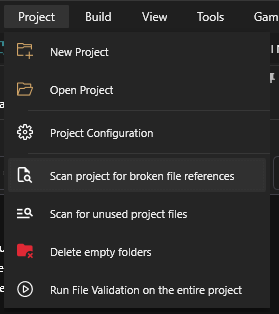 Project Build View Tools Gam
New Project
Open Project
Project Configuration
Scan project for broken file references
Scan for unused project files
Delete empty folders
Run File Validation on the entire project